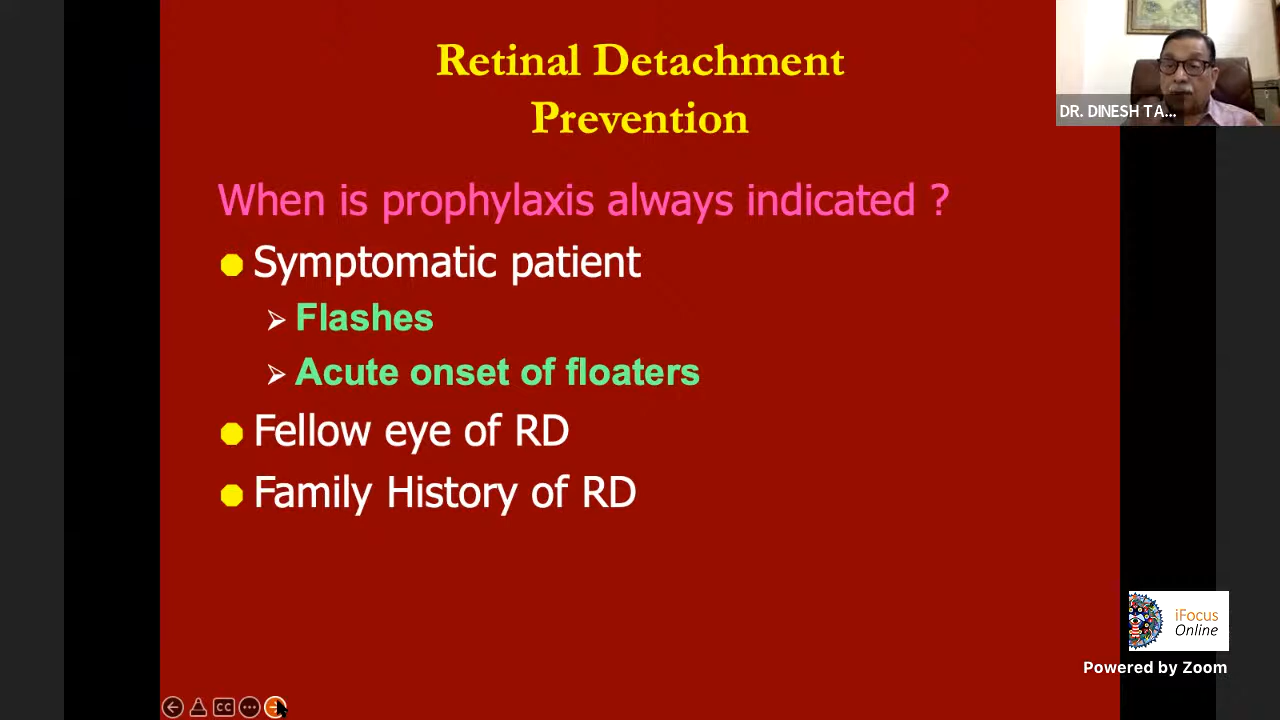 Retinal Detachment
Prevention
DR. DINESH TA...
When is prophylaxis always indicated ?
Symptomatic patient
Flashes
Acute onset of floaters
Fellow eye of RD
Family History of RD
iFocus
Online
Powered by Zoom
CC